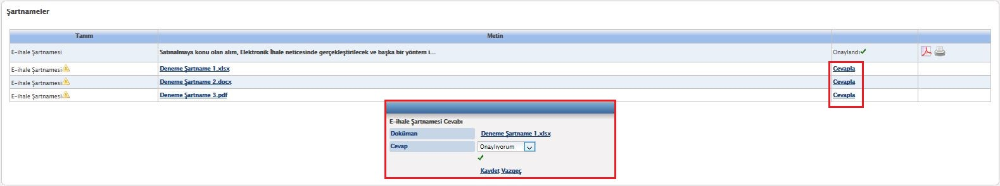 Şartnameler
Tanım Metin
E-ihale Şartnamesi Satınalmaya konu olan alım, Elektronik İhale neticesinde gerçekleştirilecek ve başka bir yöntem i... Onaylandı
E-ihale Şartnamesi Deneme Şartname 1.xlsx Cevapla
E-ihale Şartnamesi Deneme Şartname 2.docx Cevapla
E-ihale Şartnamesi Deneme Şartname 3.pdf Cevapla
E-ihale Şartnamesi Cevabı
Doküman Deneme Şartname 1.xlsx
Cevap Onaylıyorum
Kaydet Vazgeç